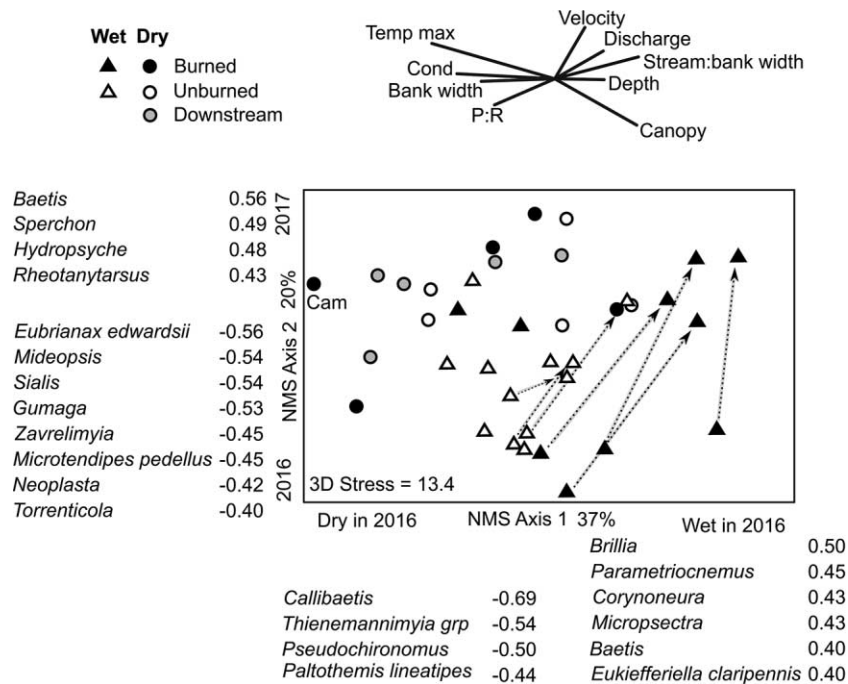 Wet Dry
Burned
Unburned
Downstream
Velocity
Temp max
Discharge
Stream:bank width
Cond
Depth
Bank width
P:R
Canopy
Baetis 0.56
Sperchon 0.49
Hydropsyche 0.48
Rheotanytarsus 0.43
Eubrianax edwardsii -0.56
Mideopsis -0.54
Sialis -0.54
Gumaga -0.53
Zavrelimyia -0.45
Microtendipes pedellus -0.45
Neoplasta -0.42
Torrenticola -0.40
2017
NMS Axis 2 20%
2016
Cam
3D Stress = 13.4
Dry in 2016 NMS Axis 1 37% Wet in 2016
Callibaetis -0.69
Thienemannimyia grp -0.54
Pseudochironomus -0.50
Paltothemis lineatipes -0.44
Brillia 0.50
Parametriocnemus 0.45
Corynoneura 0.43
Micropsectra 0.43
Baetis 0.40
Eukiefferiella claripennis 0.40